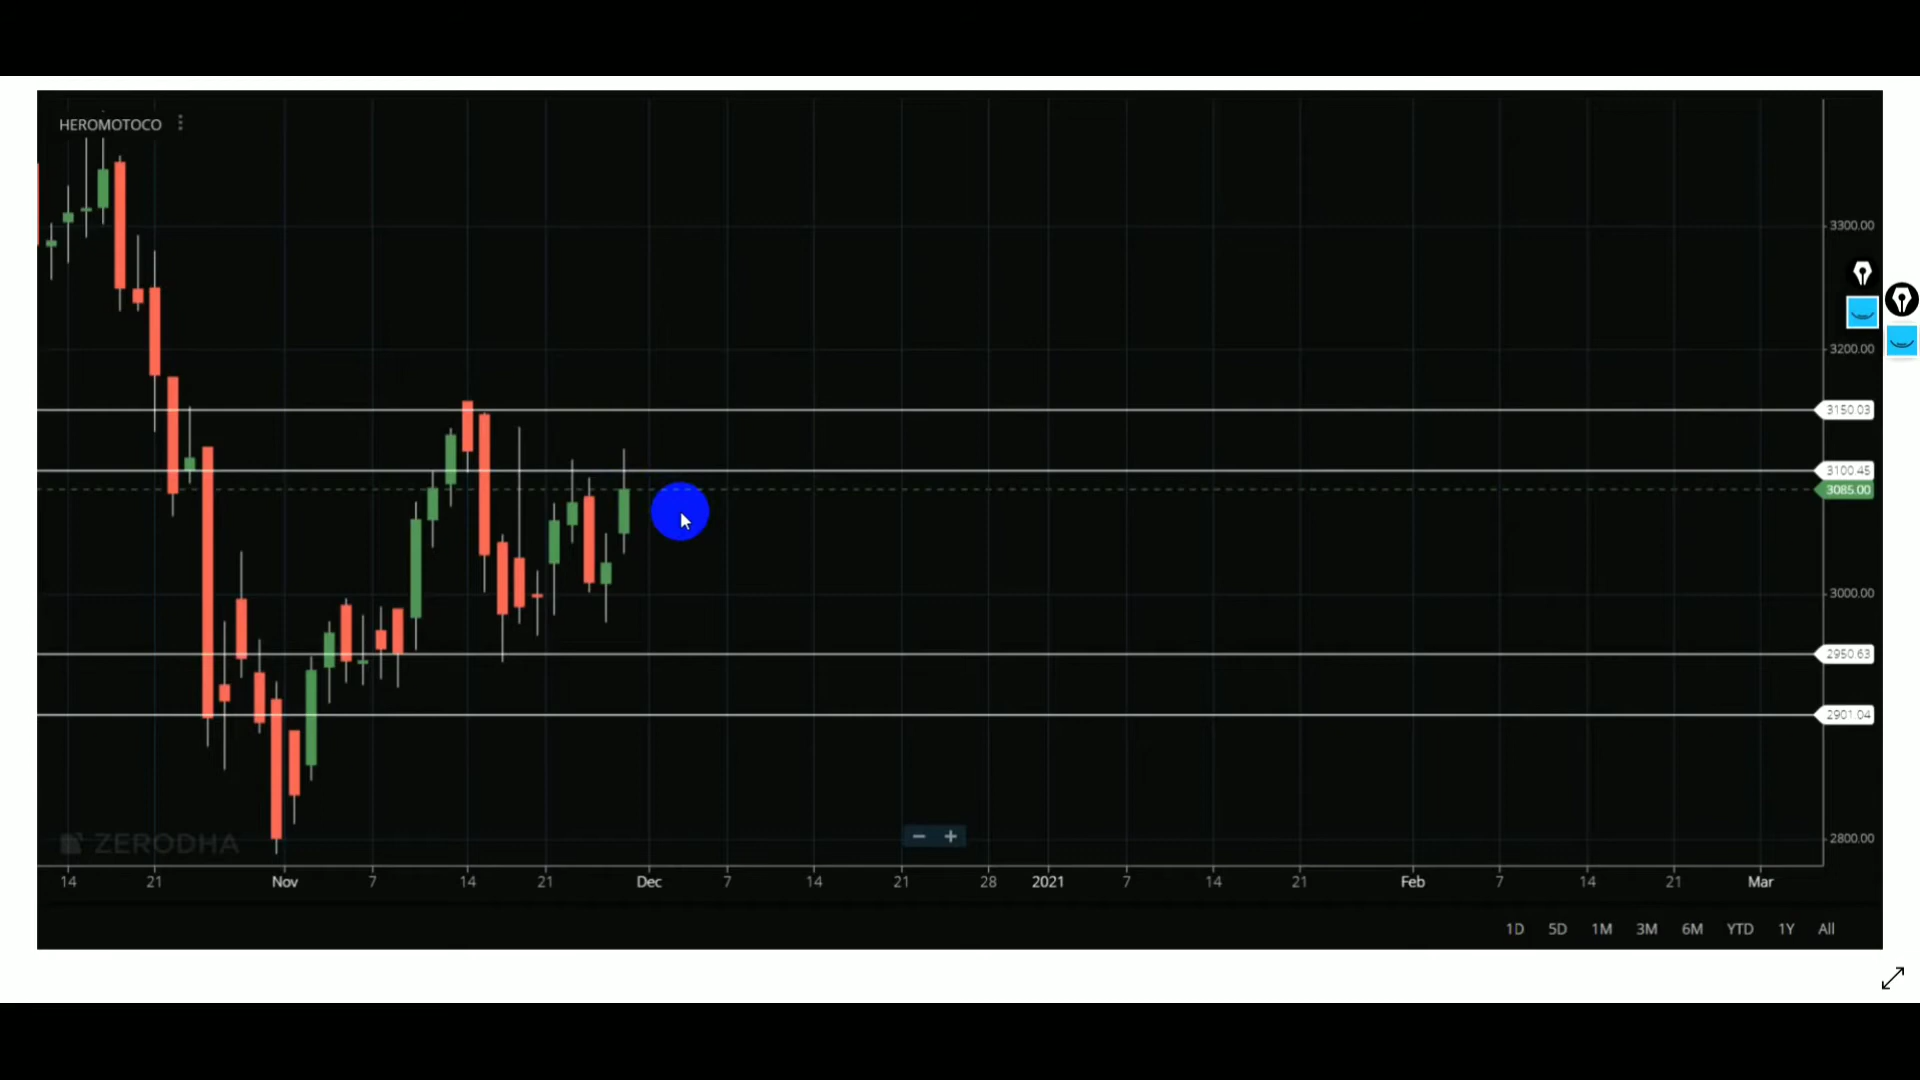 HEROMOTOCO
3300.00
3200.00
3150.03
3100.45
3085.00
3000.00
2950.63
2901.04
2800.00
ZERODHA
14 21 Nov 7 14 21 Dec 7 14 21 28 2021 7 14 21 Feb 7 14 21 Mar
1D 5D 1M 3M 6M YTD 1Y All